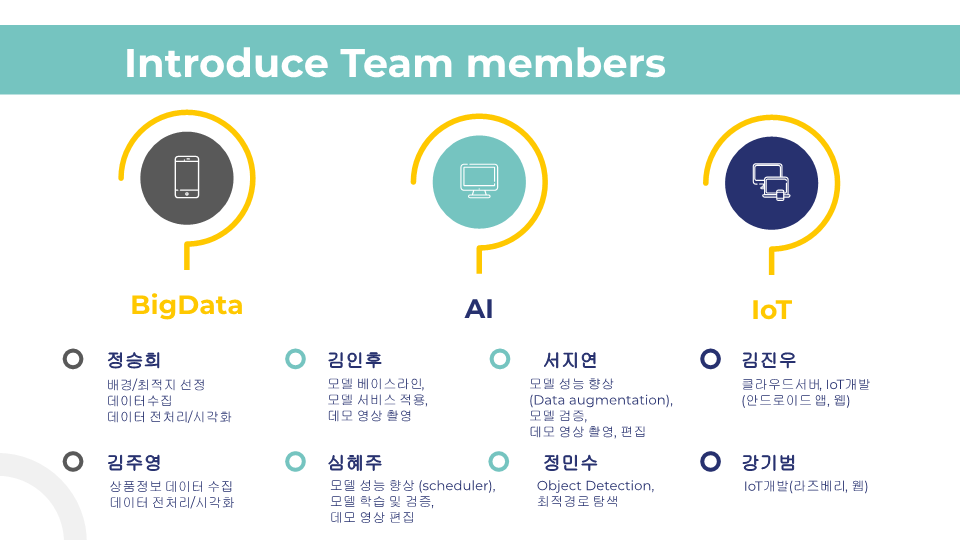 Introduce Team members
BigData
AI
IoT
정승희
배경/최적지 선정
데이터수집
데이터 전처리/시각화
김인후
모델 베이스라인,
모델 서비스 적용,
데모 영상 촬영
서지연
모델 성능 향상
(Data augmentation),
모델 검증,
데모 영상 촬영, 편집
김진우
클라우드서버, IoT개발
(안드로이드 앱, 웹)
김주영
상품정보 데이터 수집
데이터 전처리/시각화
심혜주
모델 성능 향상 (scheduler),
모델 학습 및 검증,
데모 영상 편집
정민수
Object Detection,
최적경로 탐색
강기범
IoT개발(라즈베리, 웹)